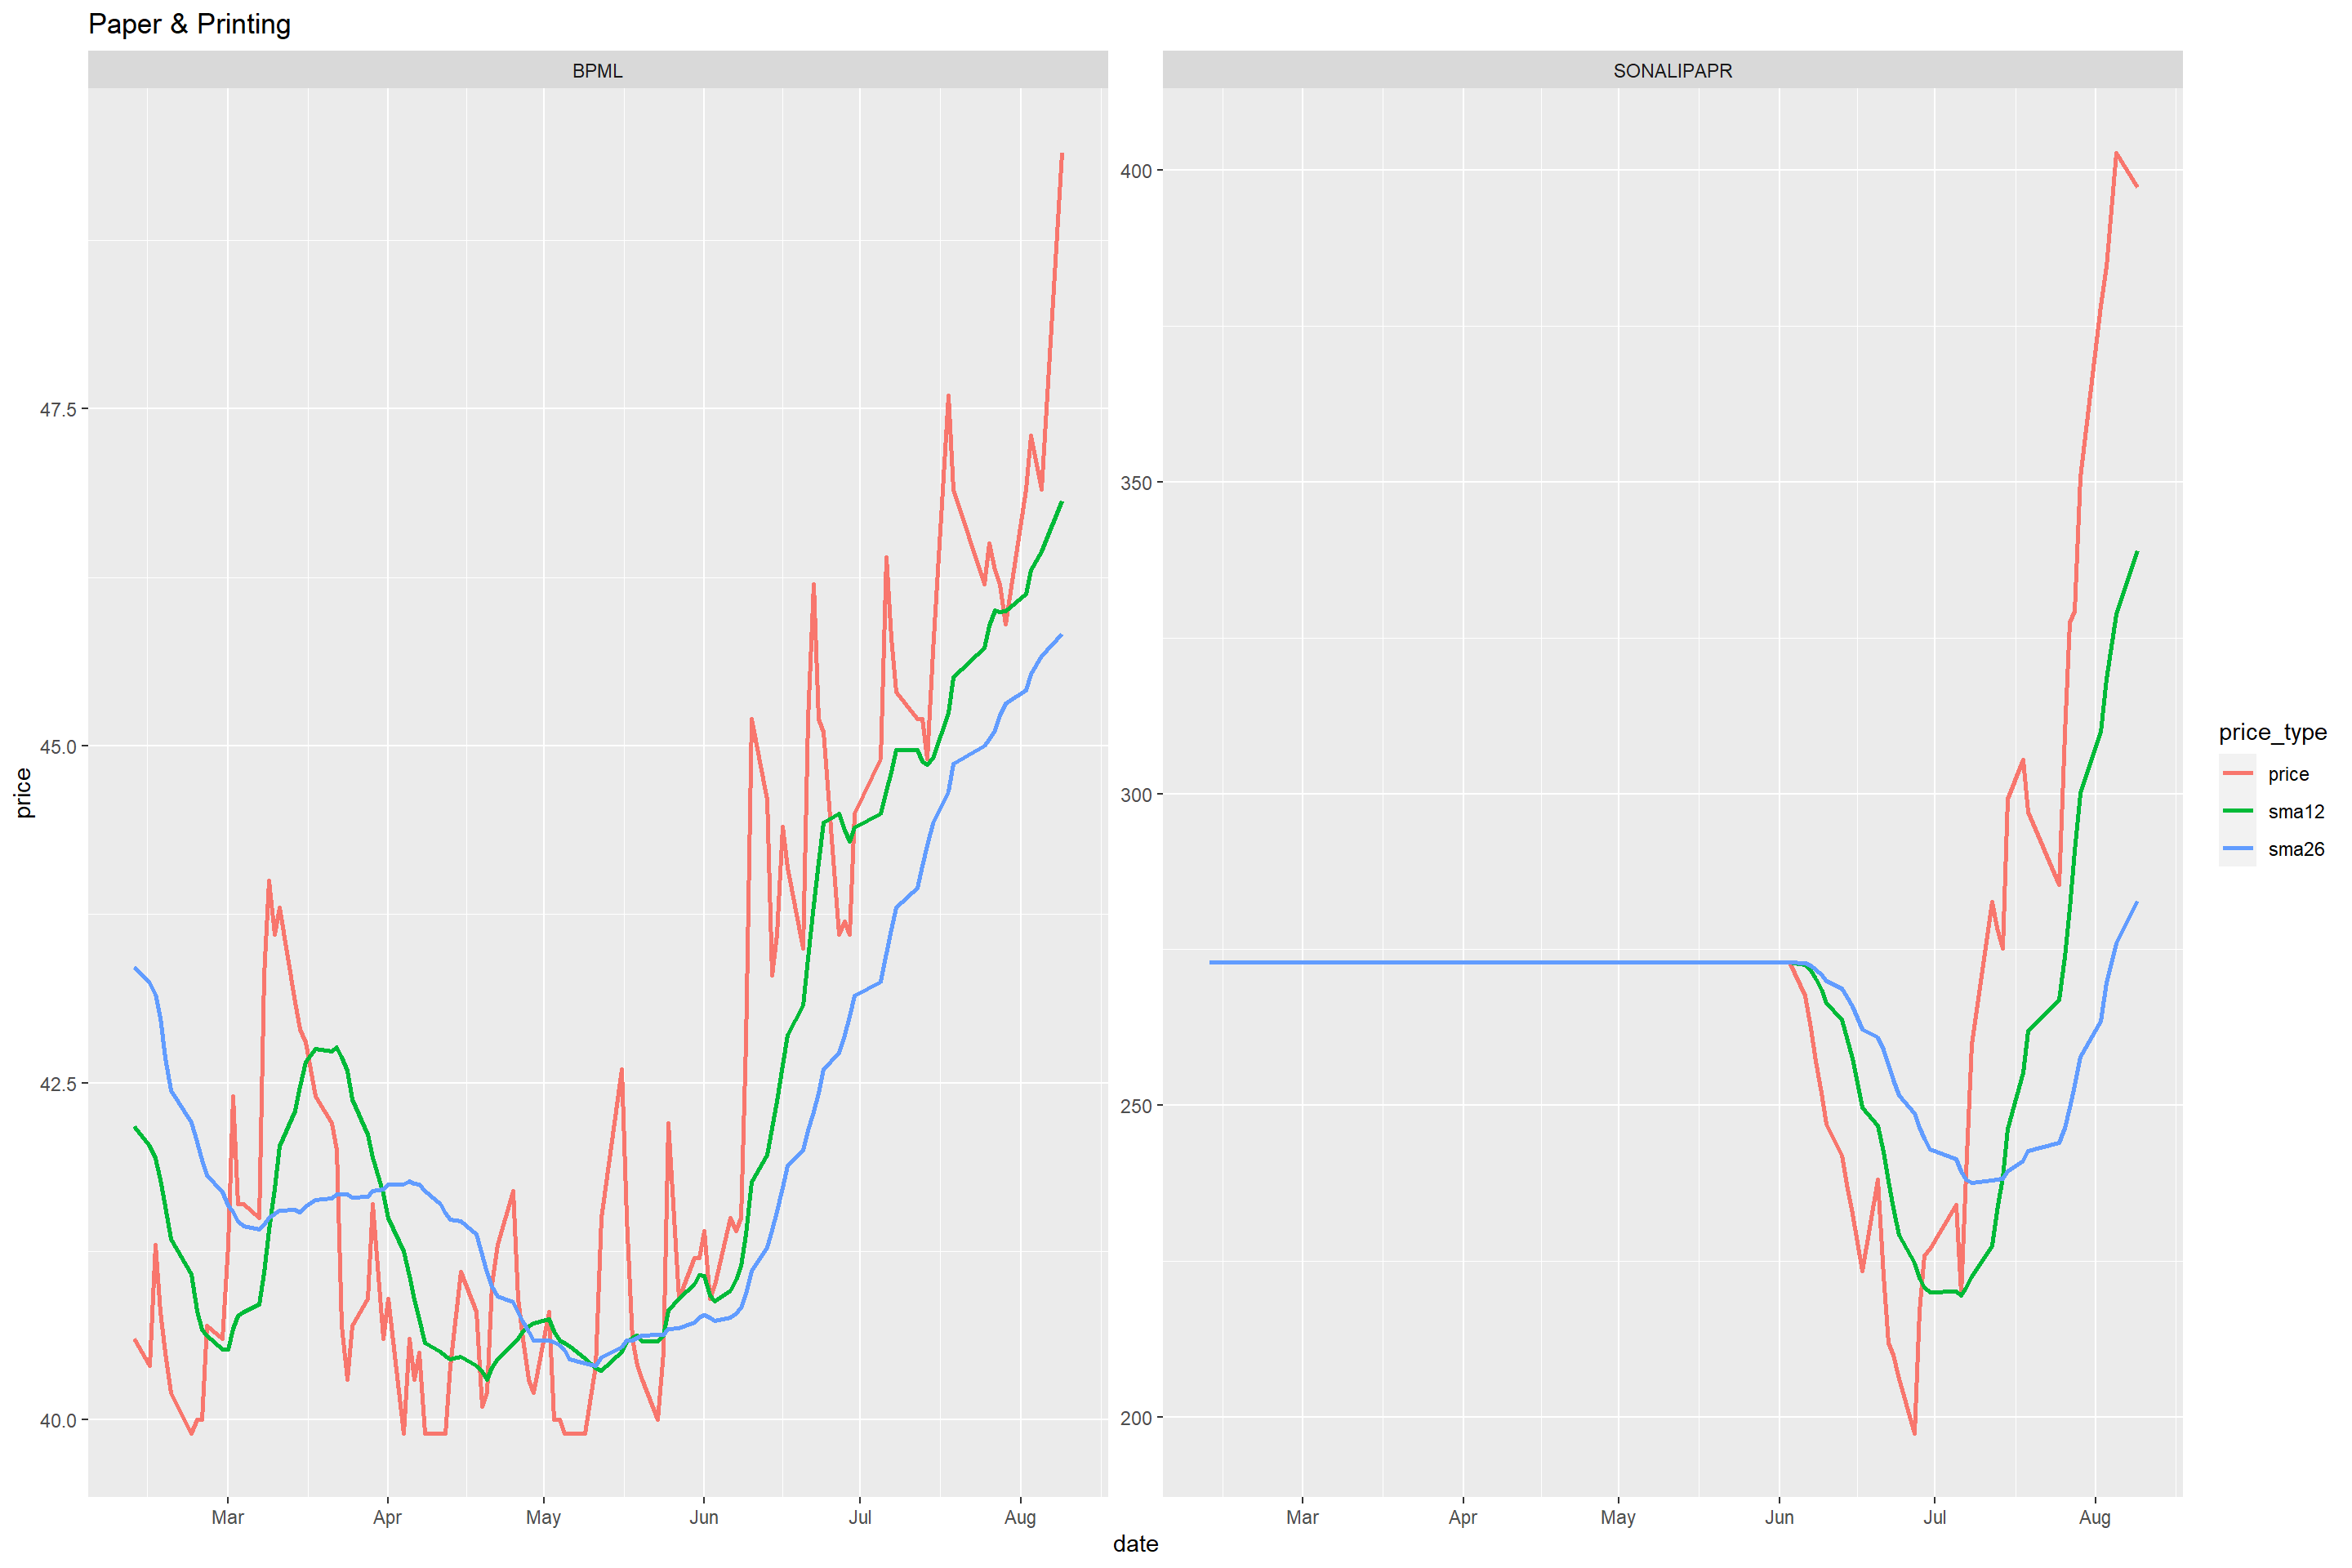 Paper & Printing
BPML
SONALIPAPR
price
47.5
45.0
42.5
40.0
400
350
300
250
200
Mar Apr May Jun Jul Aug
Mar Apr May Jun Jul Aug
date
price_type
price
sma12
sma26